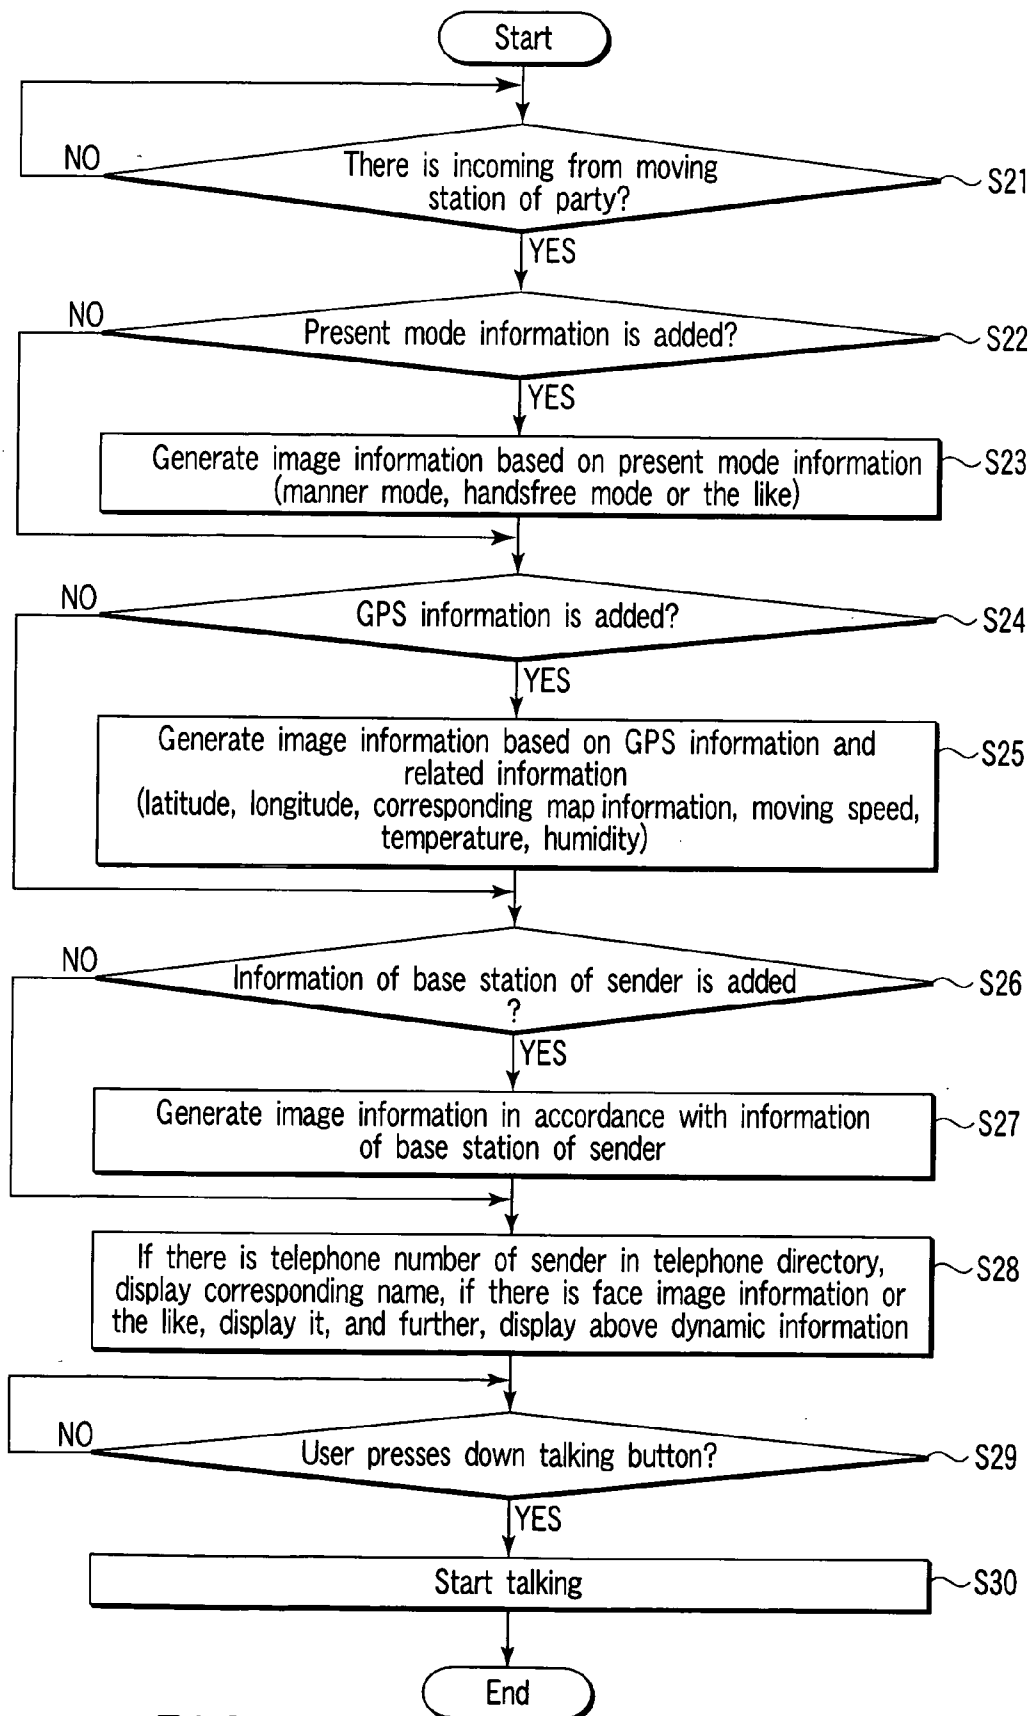 Start
NO
There is incoming from moving
station of party?
S21
YES
NO
Present mode information is added?
S22
YES
Generate image information based on present mode information
(manner mode, handsfree mode or the like)
S23
NO
GPS information is added?
S24
YES
Generate image information based on GPS information and
related information
(latitude, longitude, corresponding map information, moving speed,
temperature, humidity)
S25
NO
Information of base station of sender is added
?
S26
YES
Generate image information in accordance with information
of base station of sender
S27
If there is telephone number of sender in telephone directory,
display corresponding name, if there is face image information or
the like, display it, and further, display above dynamic information
S28
NO
User presses down talking button?
S29
YES
Start talking
S30
End